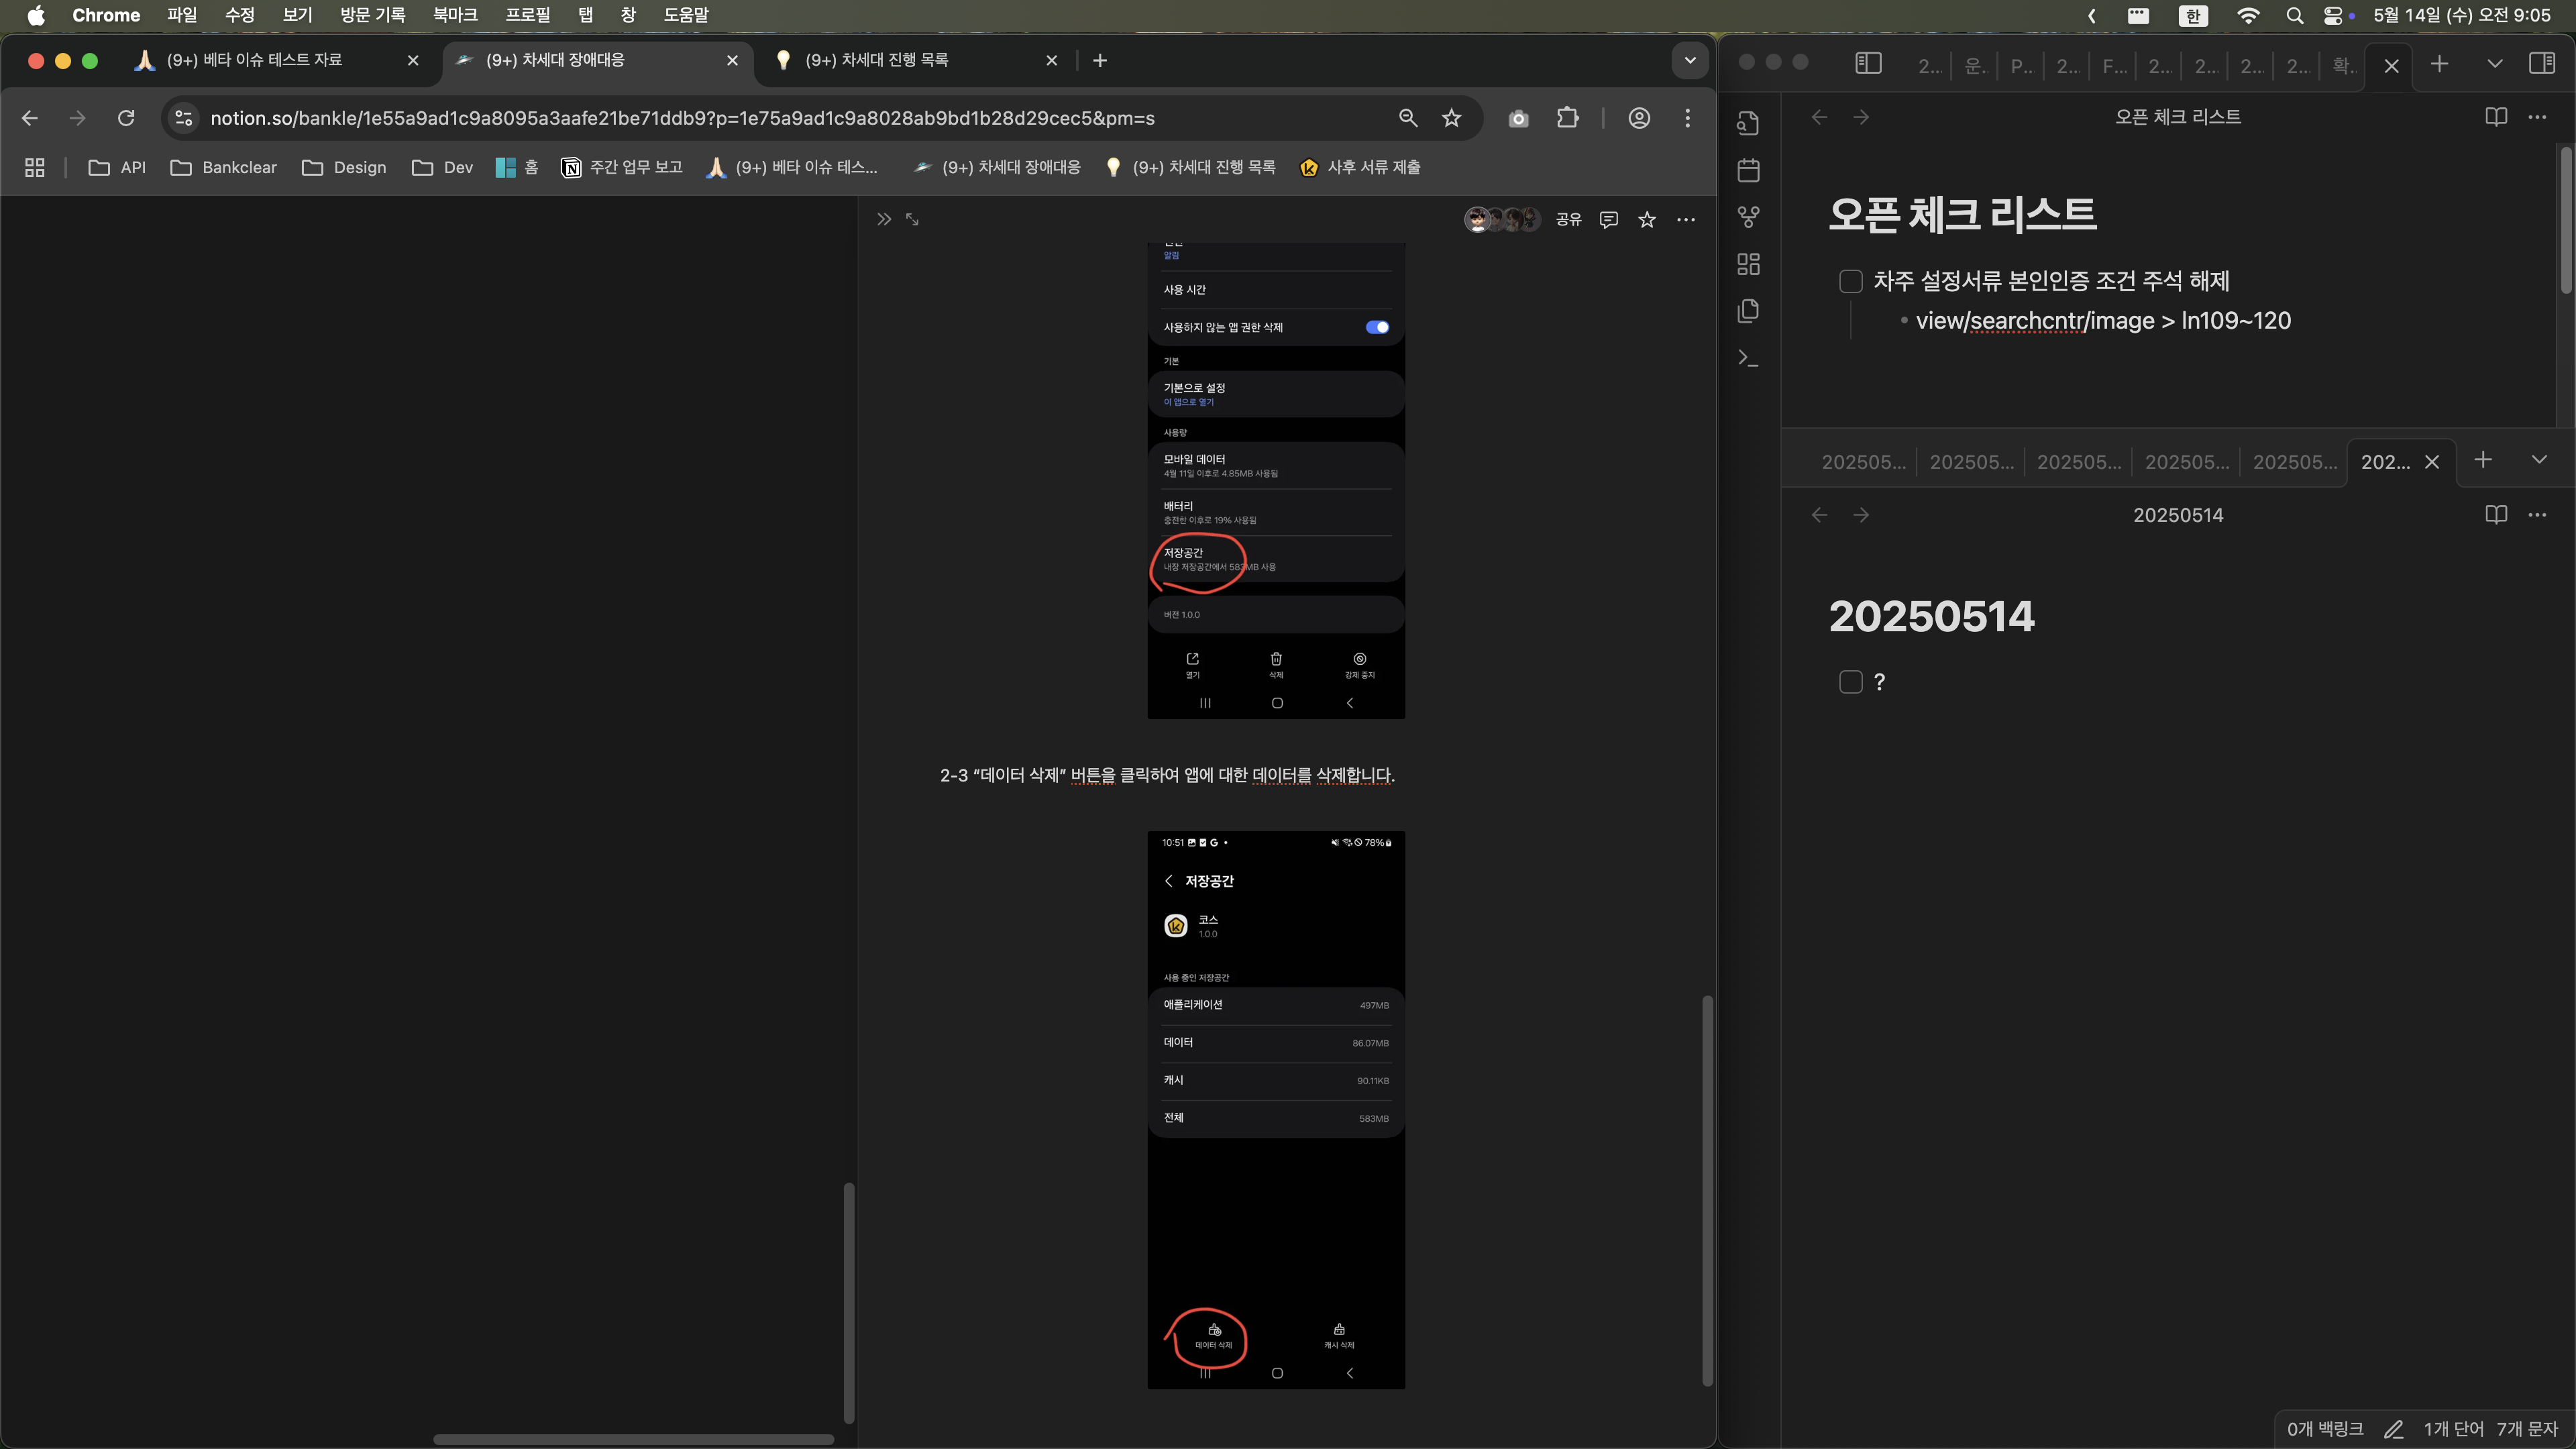 Chrome 파일 수정 보기 방문 기록 북마크 프로필 탭 창 도움말
한 5월 14일 (수) 오전 9:05
(9+) 베타 이슈 테스트 자료
(9+) 차세대 장애대응
(9+) 차세대 진행 목록
notion.so/bankle/1e55a9ad1c9a8095a3aafe21be71ddb9?p=1e75a9ad1c9a8028ab9bd1b28d29cec5&pm=s
API Bankclear Design Dev 홈 주간 업무 보고 (9+) 베타 이슈 테스... (9+) 차세대 장애대응 (9+) 차세대 진행 목록 사후 서류 제출
공유
알림
사용 시간
사용하지 않는 앱 권한 삭제
기본
기본으로 설정
이 앱으로 열기
사용량
모바일 데이터
4월 11일 이후로 4.85MB 사용됨
배터리
충전한 이후로 19% 사용됨
저장공간
내장 저장공간에서 583MB 사용
버전 1.0.0
열기 삭제 강제 중지
2-3 “데이터 삭제” 버튼을 클릭하여 앱에 대한 데이터를 삭제합니다.
10:51 G 78%
저장공간
코스
1.0.0
사용 중인 저장공간
애플리케이션 497MB
데이터 86.07MB
캐시 90.11KB
전체 583MB
데이터 삭제 캐시 삭제
2... 운.. P... 2... F... 2... 2... 2... 2... 확..
오픈 체크 리스트
오픈 체크 리스트
차주 설정서류 본인인증 조건 주석 해제
view/searchcntr/image > ln109~120
202505... 202505... 202505... 202505... 202505... 202...
20250514
20250514
?
0개 백링크 1개 단어 7개 문자